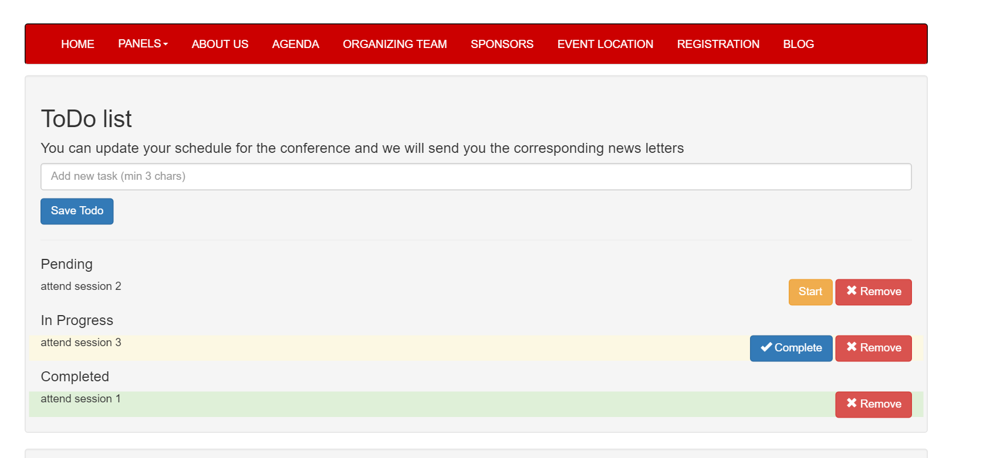 HOME PANELS ABOUT US AGENDA ORGANIZING TEAM SPONSORS EVENT LOCATION REGISTRATION BLOG
ToDo list
You can update your schedule for the conference and we will send you the corresponding news letters
Add new task (min 3 chars)
Save Todo
Pending
attend session 2 Start Remove
In Progress
attend session 3 Complete Remove
Completed
attend session 1 Remove